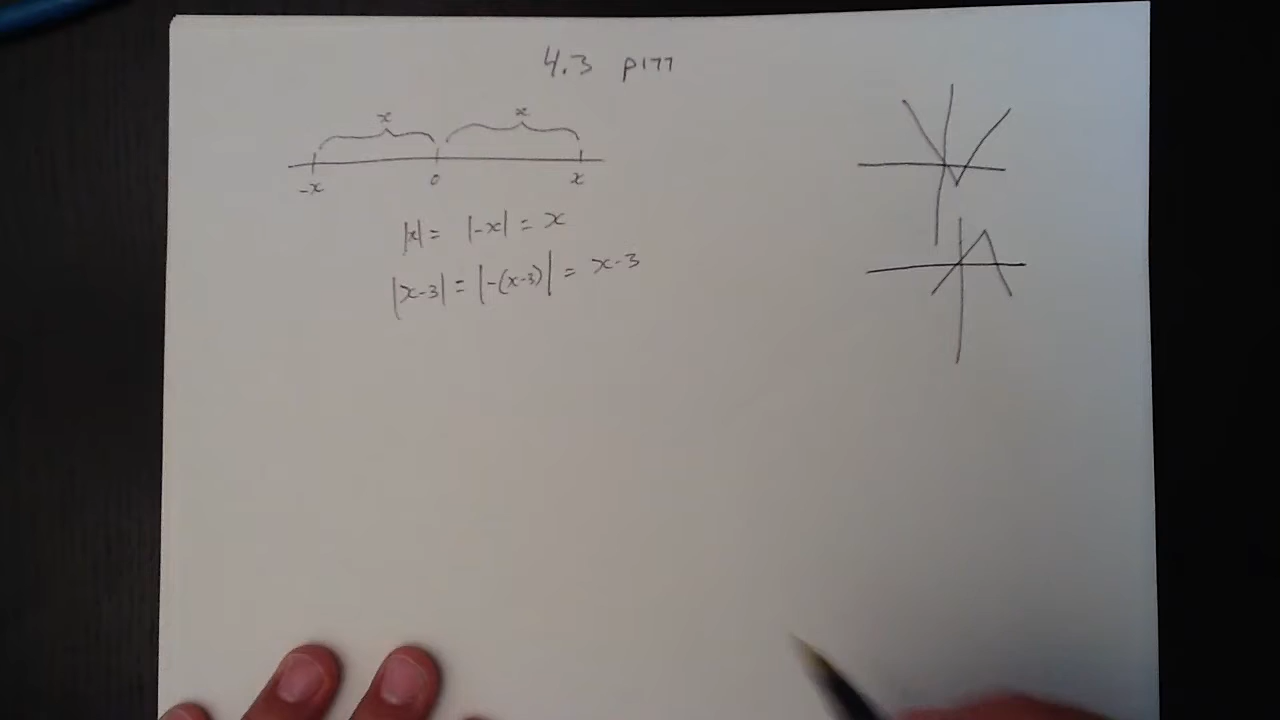 4.3 p177
x x
-x 0 x
|x| = |-x| = x
|x-3| = |-(x-3)| = x-3